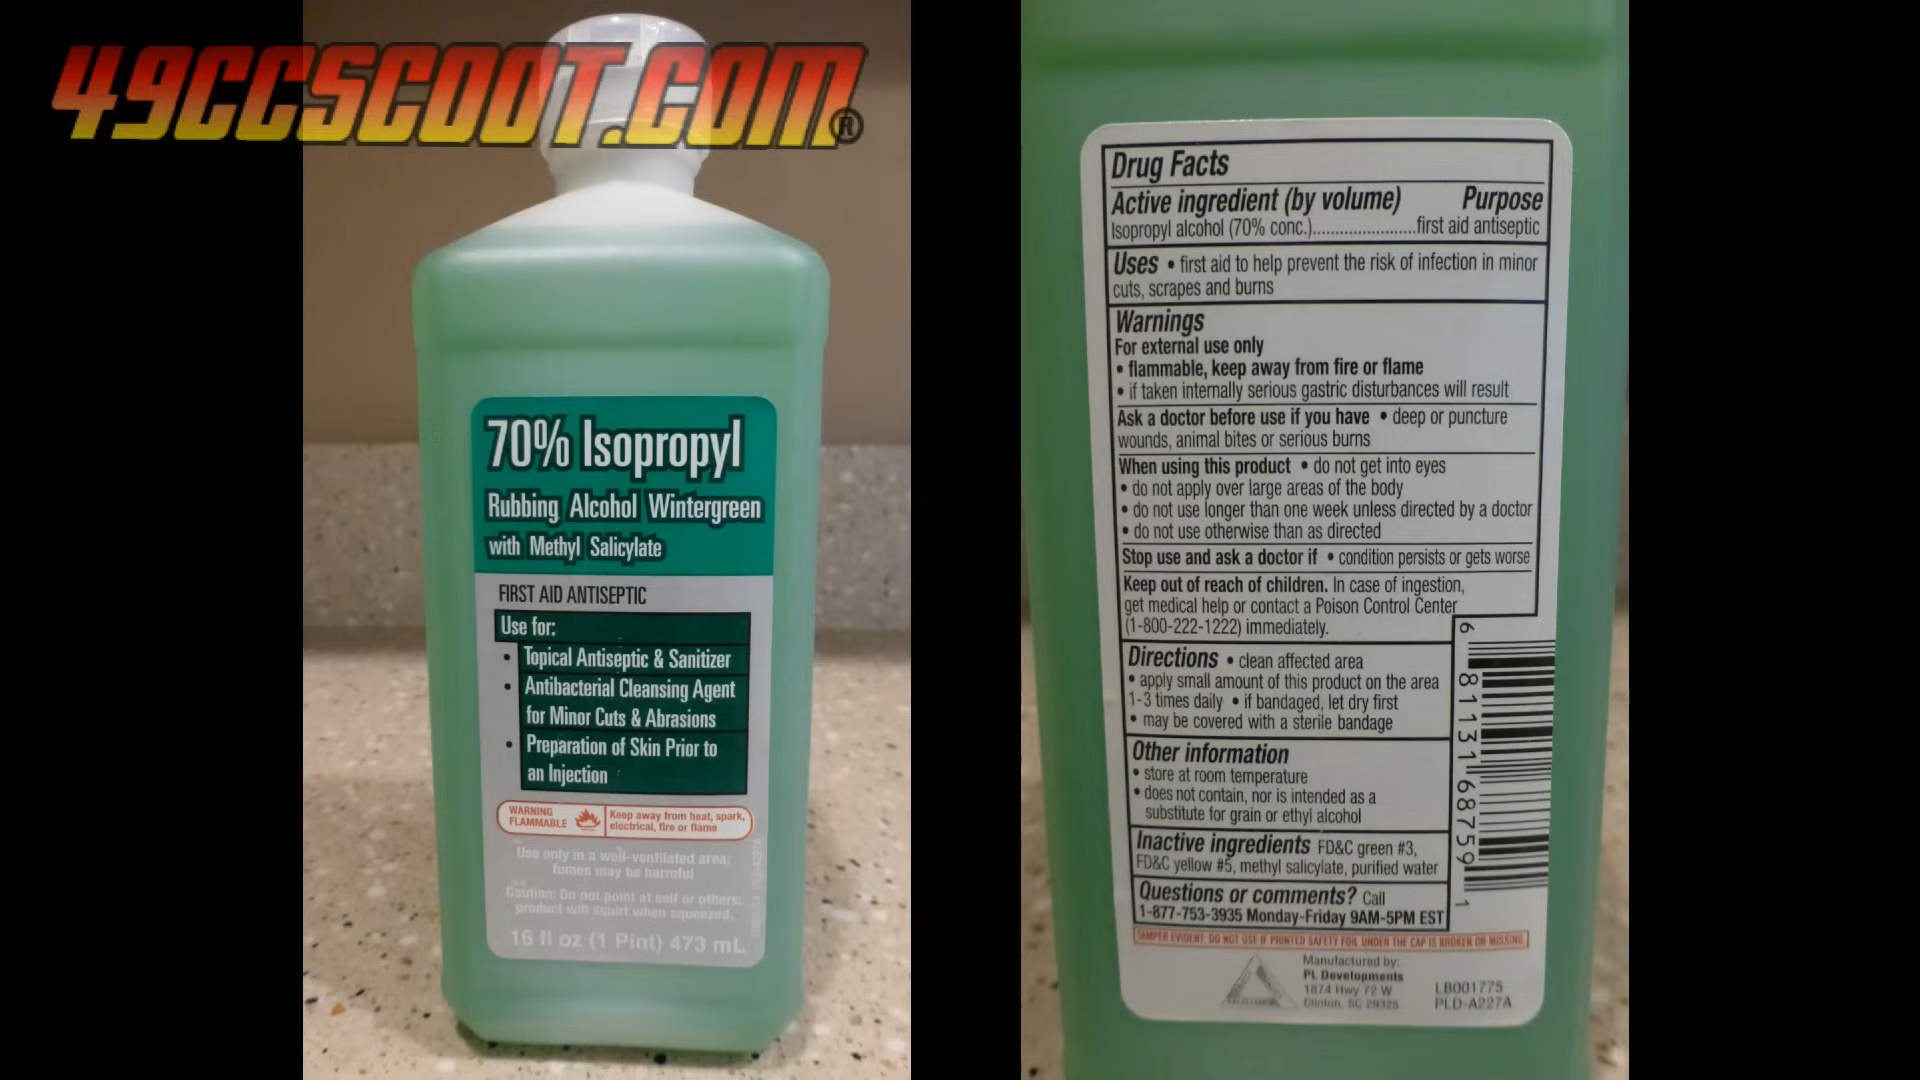 49CCSCOOT.COM®
70% Isopropyl
Rubbing Alcohol Wintergreen
with Methyl Salicylate
FIRST AID ANTISEPTIC
Use for:
• Topical Antiseptic & Sanitizer
• Antibacterial Cleansing Agent
for Minor Cuts & Abrasions
• Preparation of Skin Prior to
an Injection
WARNING
FLAMMABLE
Keep away from heat, spark,
electrical, fire or flame
Use only in a well-ventilated area;
fumes may be harmful
Caution: Do not point at self or others;
product will squirt when squeezed.
16 fl oz (1 Pint) 473 mL
Drug Facts
Active ingredient (by volume) Purpose
Isopropyl alcohol (70% conc.)......................first aid antiseptic
Uses • first aid to help prevent the risk of infection in minor
cuts, scrapes and burns
Warnings
For external use only
• flammable, keep away from fire or flame
• if taken internally serious gastric disturbances will result
Ask a doctor before use if you have • deep or puncture
wounds, animal bites or serious burns
When using this product • do not get into eyes
• do not apply over large areas of the body
• do not use longer than one week unless directed by a doctor
• do not use otherwise than as directed
Stop use and ask a doctor if • condition persists or gets worse
Keep out of reach of children. In case of ingestion,
get medical help or contact a Poison Control Center
(1-800-222-1222) immediately.
Directions • clean affected area
• apply small amount of this product on the area
1-3 times daily • if bandaged, let dry first
• may be covered with a sterile bandage
Other information
• store at room temperature
• does not contain, nor is intended as a
substitute for grain or ethyl alcohol
Inactive ingredients FD&C green #3,
FD&C yellow #5, methyl salicylate, purified water
Questions or comments? Call
1-877-753-3935 Monday-Friday 9AM-5PM EST
6 81131 68759 1
TAMPER EVIDENT: DO NOT USE IF PRINTED SAFETY FOIL UNDER THE CAP IS BROKEN OR MISSING
Manufactured by:
PL Developments
1874 Hwy 72 W
Clinton, SC 29325
LB001775
PLD-A227A